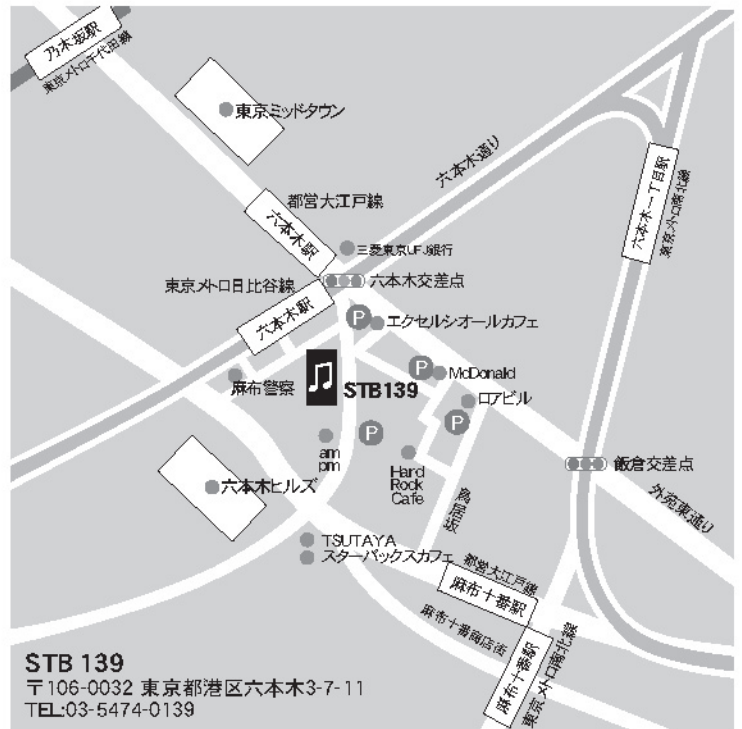 乃木坂駅
東京メトロ千代田線
東京ミッドタウン
六本木通り
都営大江戸線
六本木駅
六本木一丁目駅
東京メトロ南北線
三菱東京UFJ銀行
東京メトロ日比谷線
六本木交差点
六本木駅
P
エクセルシオールカフェ
麻布警察
STB139
P
McDonald
ロアビル
P
P
am
pm
Hard
Rock
Cafe
飯倉交差点
六本木ヒルズ
鳥居坂
外苑東通り
TSUTAYA
スターバックスカフェ
都営大江戸線
麻布十番駅
麻布十番商店街
麻布十番駅
東京メトロ南北線
STB 139
〒106-0032 東京都港区六本木3-7-11
TEL:03-5474-0139